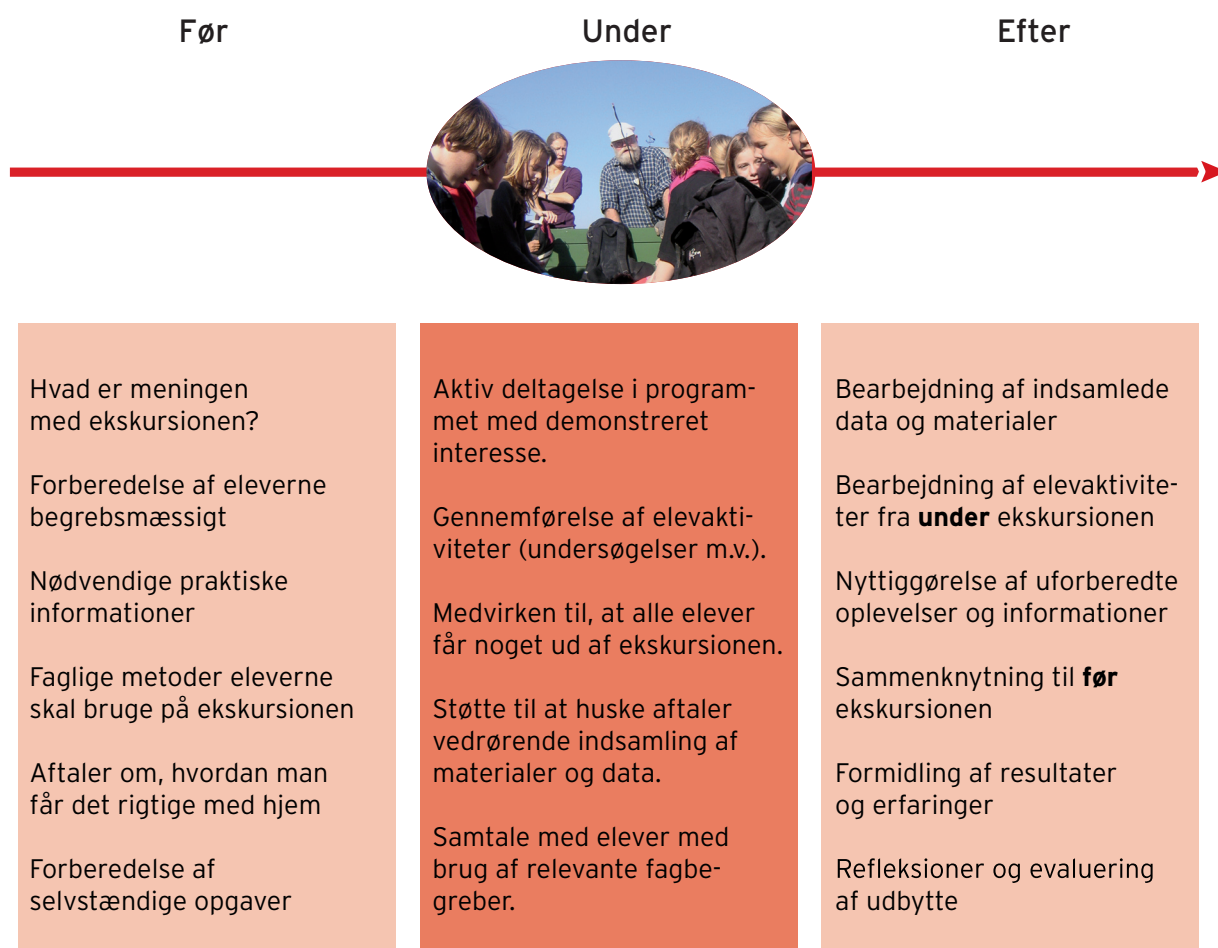 Før
Under
Efter
Hvad er meningen
med ekskursionen?
Forberedelse af eleverne
begrebsmæssigt
Nødvendige praktiske
informationer
Faglige metoder eleverne
skal bruge på ekskursionen
Aftaler om, hvordan man
får det rigtige med hjem
Forberedelse af
selvstændige opgaver
Aktiv deltagelse i program-
met med demonstreret
interesse.
Gennemførelse af elevakti-
viteter (undersøgelser m.v.).
Medvirken til, at alle elever
får noget ud af ekskursionen.
Støtte til at huske aftaler
vedrørende indsamling af
materialer og data.
Samtale med elever med
brug af relevante fagbe-
greber.
Bearbejdning af indsamlede
data og materialer
Bearbejdning af elevaktivite-
ter fra under ekskursionen
Nyttiggørelse af uforberedte
oplevelser og informationer
Sammenknytning til før
ekskursionen
Formidling af resultater
og erfaringer
Refleksioner og evaluering
af udbytte